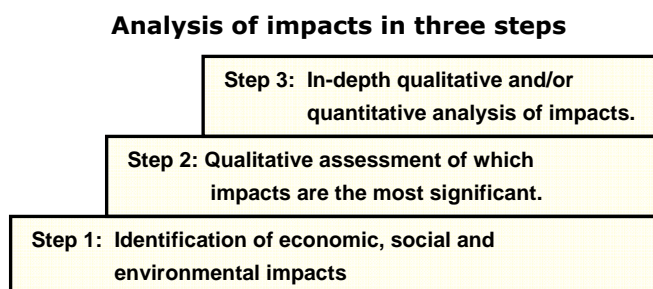 Analysis of impacts in three steps
Step 3: In-depth qualitative and/or
quantitative analysis of impacts.
Step 2: Qualitative assessment of which
impacts are the most significant.
Step 1: Identification of economic, social and
environmental impacts